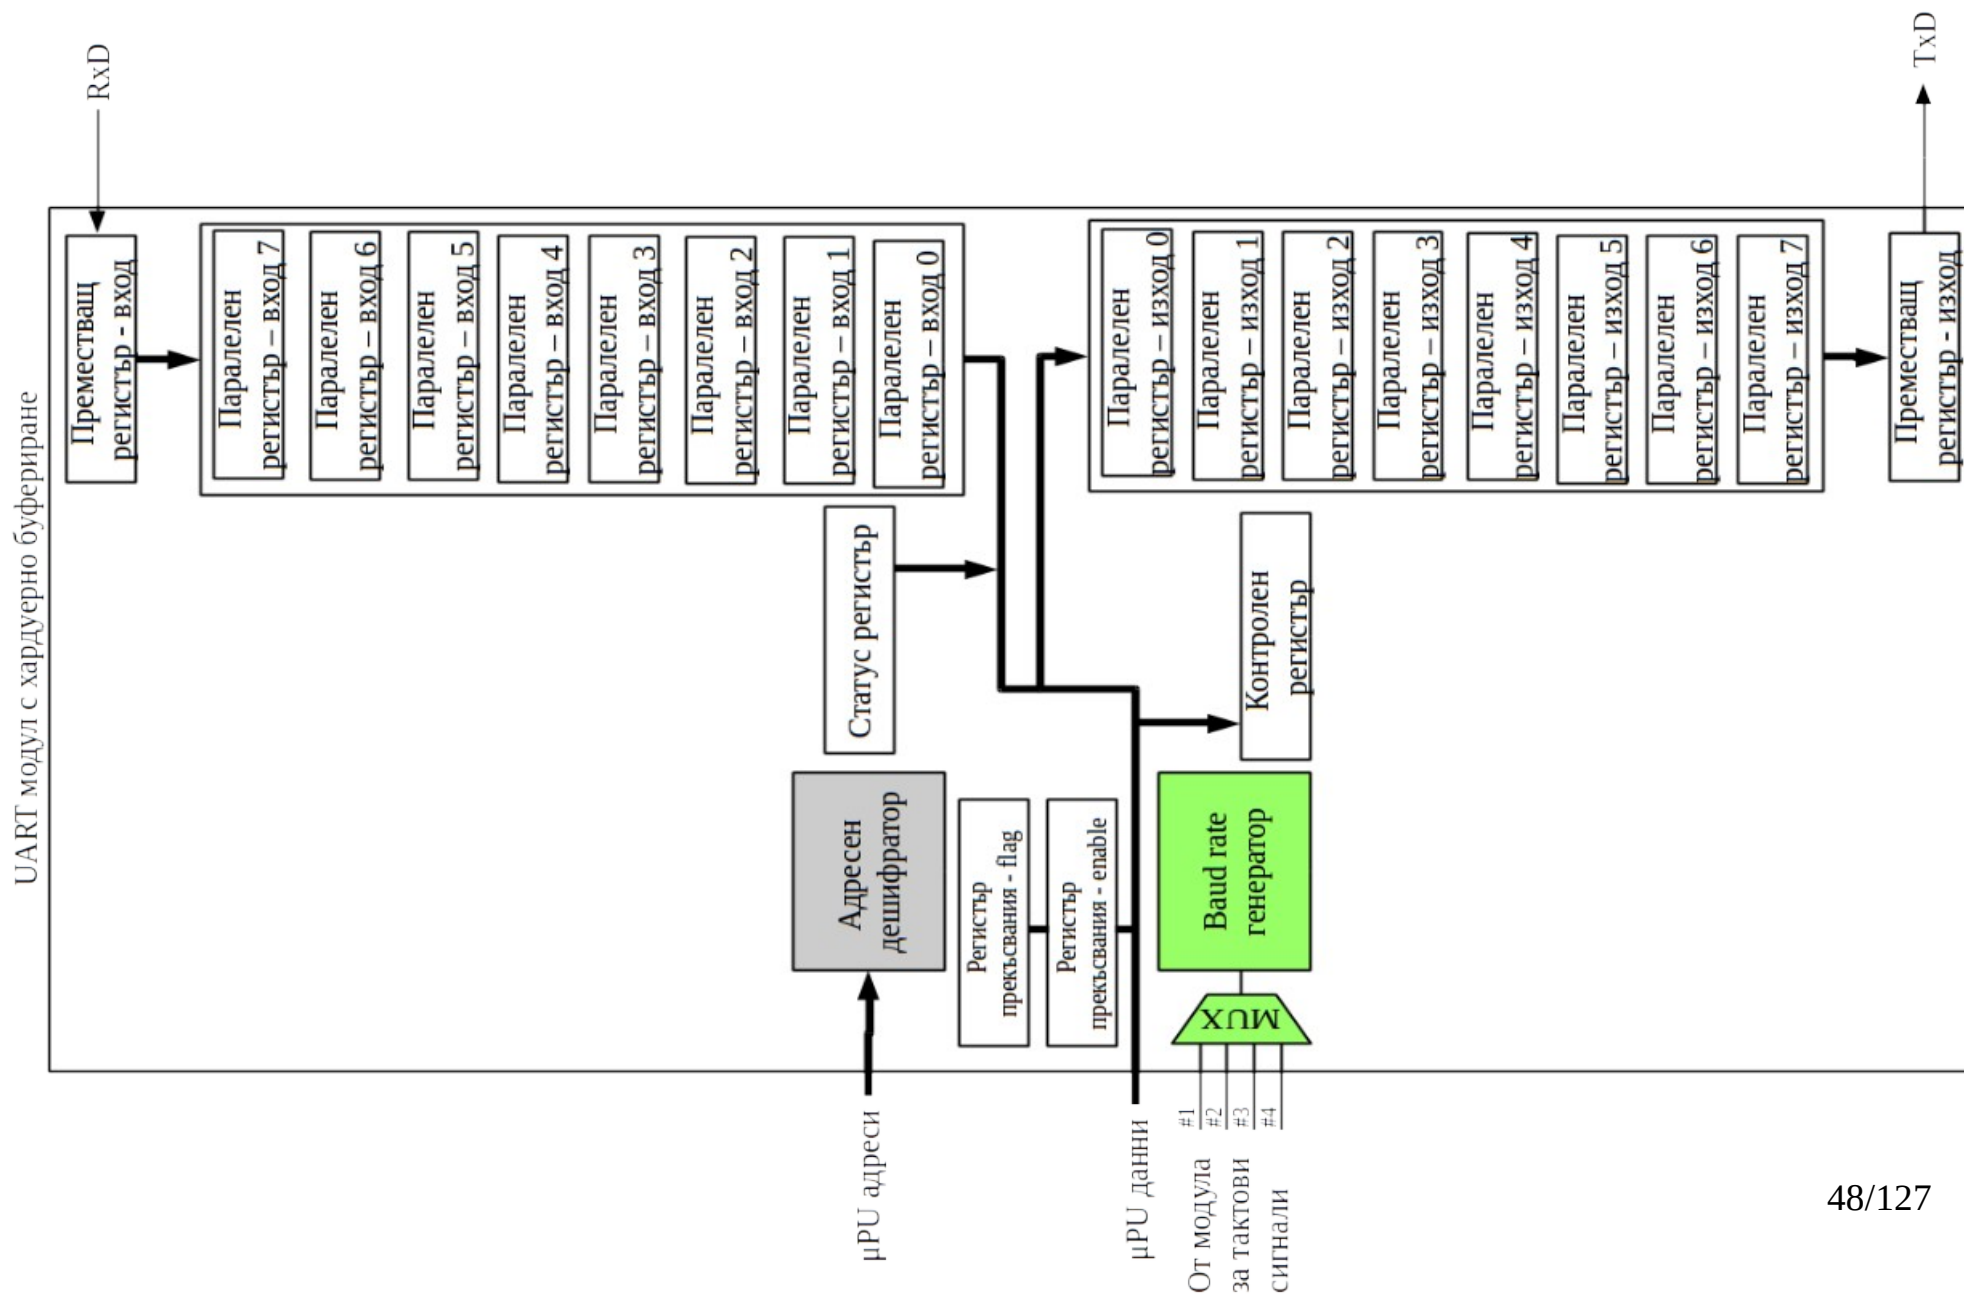 UART модул с хардуерно буфериране
RxD
Преместващ
регистър - вход
Паралелен
регистър – вход 7
Паралелен
регистър – вход 6
Паралелен
регистър – вход 5
Паралелен
регистър – вход 4
Паралелен
регистър – вход 3
Паралелен
регистър – вход 2
Паралелен
регистър – вход 1
Паралелен
регистър – вход 0
Статус регистър
Адресен
дешифратор
μPU адреси
Регистър
прекъсвания - flag
Регистър
прекъсвания - enable
μPU данни
Паралелен
регистър – изход 0
Паралелен
регистър – изход 1
Паралелен
регистър – изход 2
Паралелен
регистър – изход 3
Паралелен
регистър – изход 4
Паралелен
регистър – изход 5
Паралелен
регистър – изход 6
Паралелен
регистър – изход 7
Контролен
регистър
Baud rate
генератор
MUX
#1
#2
#3
#4
От модула
за тактови
сигнали
Преместващ
регистър - изход
TxD
48/127